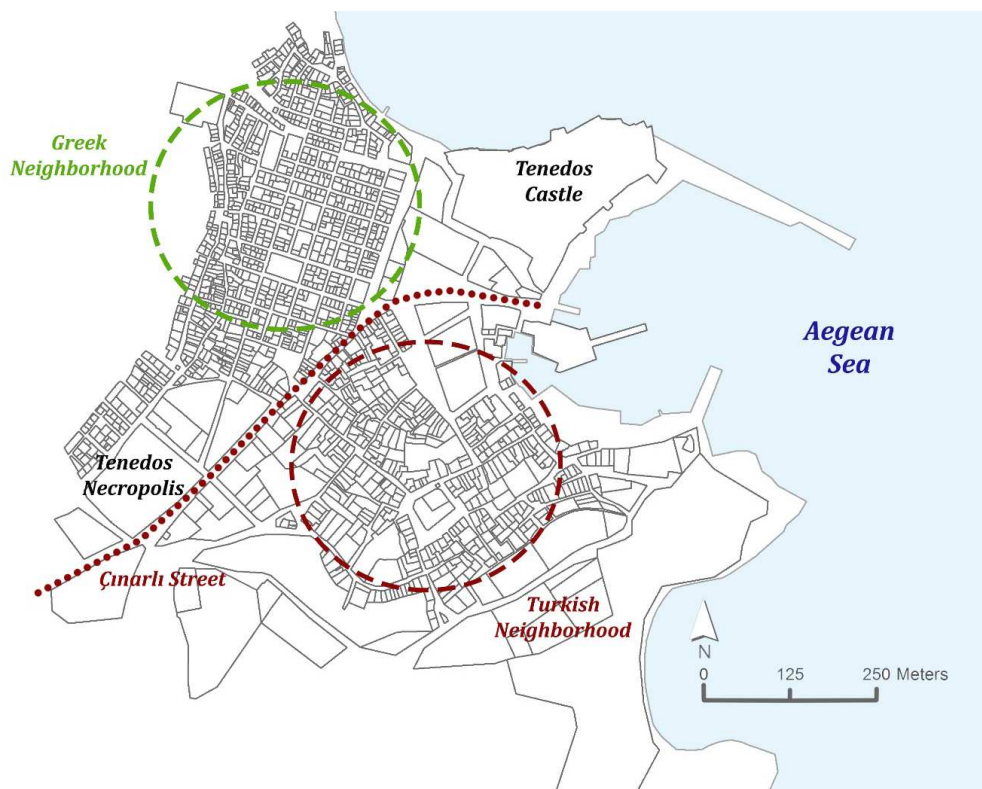 Greek
Neighborhood
Tenedos
Castle
Aegean
Sea
Tenedos
Necropolis
Çınarlı Street
Turkish
Neighborhood
N
0 125 250 Meters